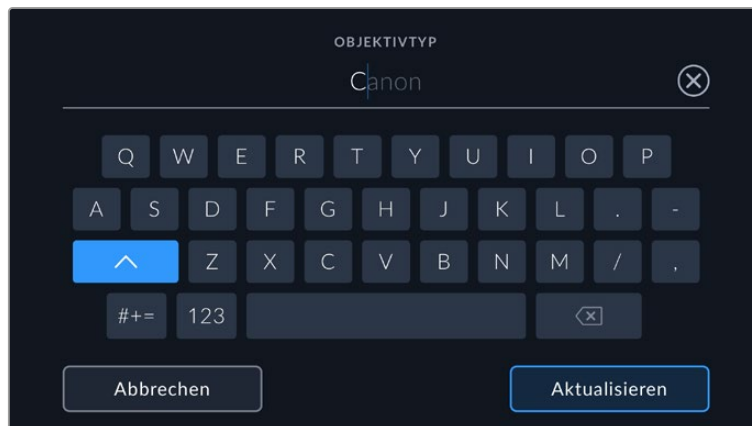 OBJEKTIVTYP
Canon
Q W E R T Y U I O P
A S D F G H J K L . -
Z X C V B N M / ,
#+= 123
Abbrechen Aktualisieren